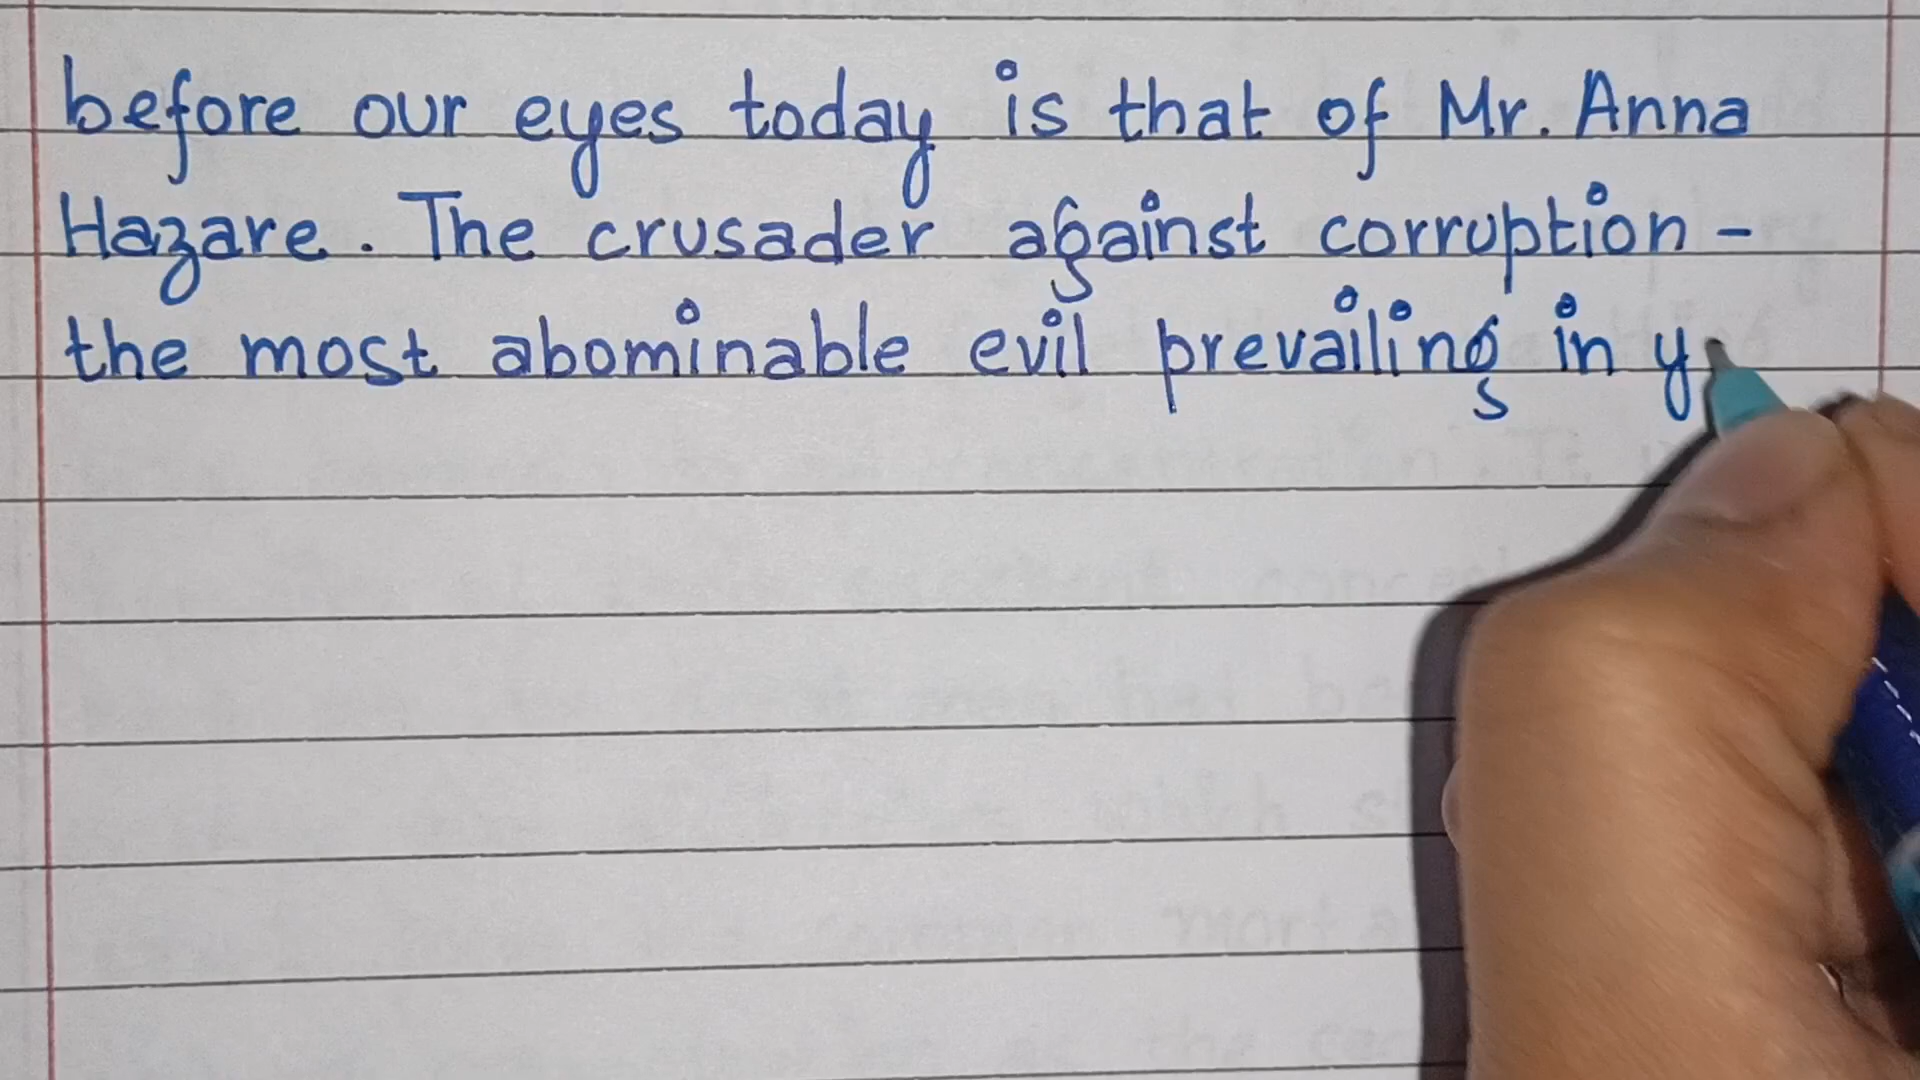 before our eyes today is that of Mr. Anna
Hazare. The crusader against corruption -
the most abominable evil prevailing in y